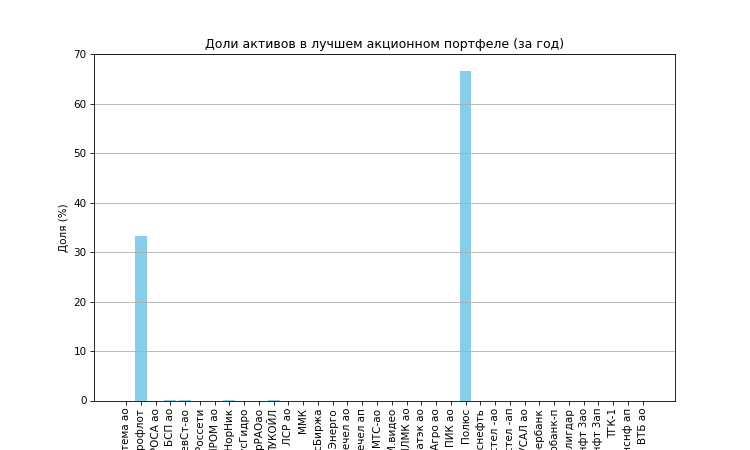 Доли активов в лучшем акционном портфеле (за год)
Доля (%)
70
60
50
40
30
20
10
0
тема ао
рофлот
РОСА ао
БСП ао
евСт-ао
Россети
ПРОМ ао
НорНик
сГидро
рРАОао
ЛУКОЙЛ
ЛСР ао
ММК
сБиржа
Энерго
ечел ао
ечел ап
МТС-ао
М.видео
НЛМК ао
атэк ао
Агро ао
ПИК ао
Полюс
снефть
стел -ао
стел -ап
УСАЛ ао
ербанк
рбанк-п
лигдар
нфт 3ао
нфт 3ап
ТГК-1
нснф ап
ВТБ ао